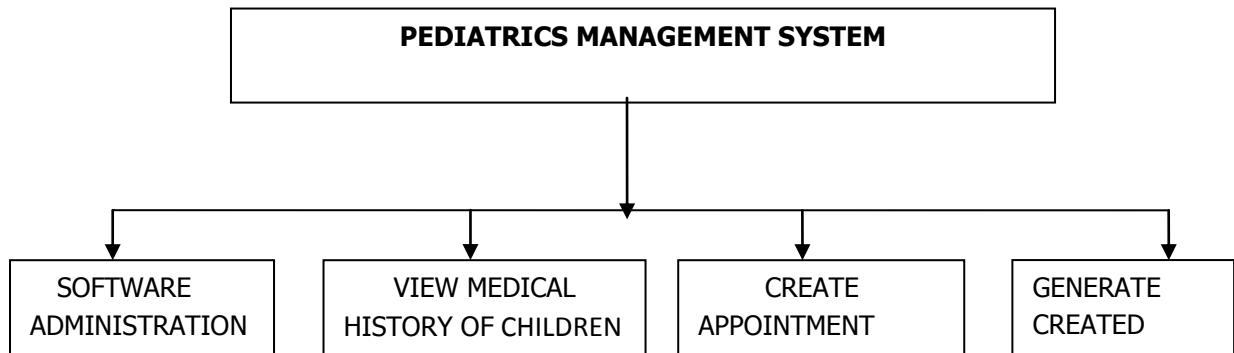 PEDIATRICS MANAGEMENT SYSTEM
SOFTWARE
ADMINISTRATION
VIEW MEDICAL
HISTORY OF CHILDREN
CREATE
APPOINTMENT
GENERATE
CREATED